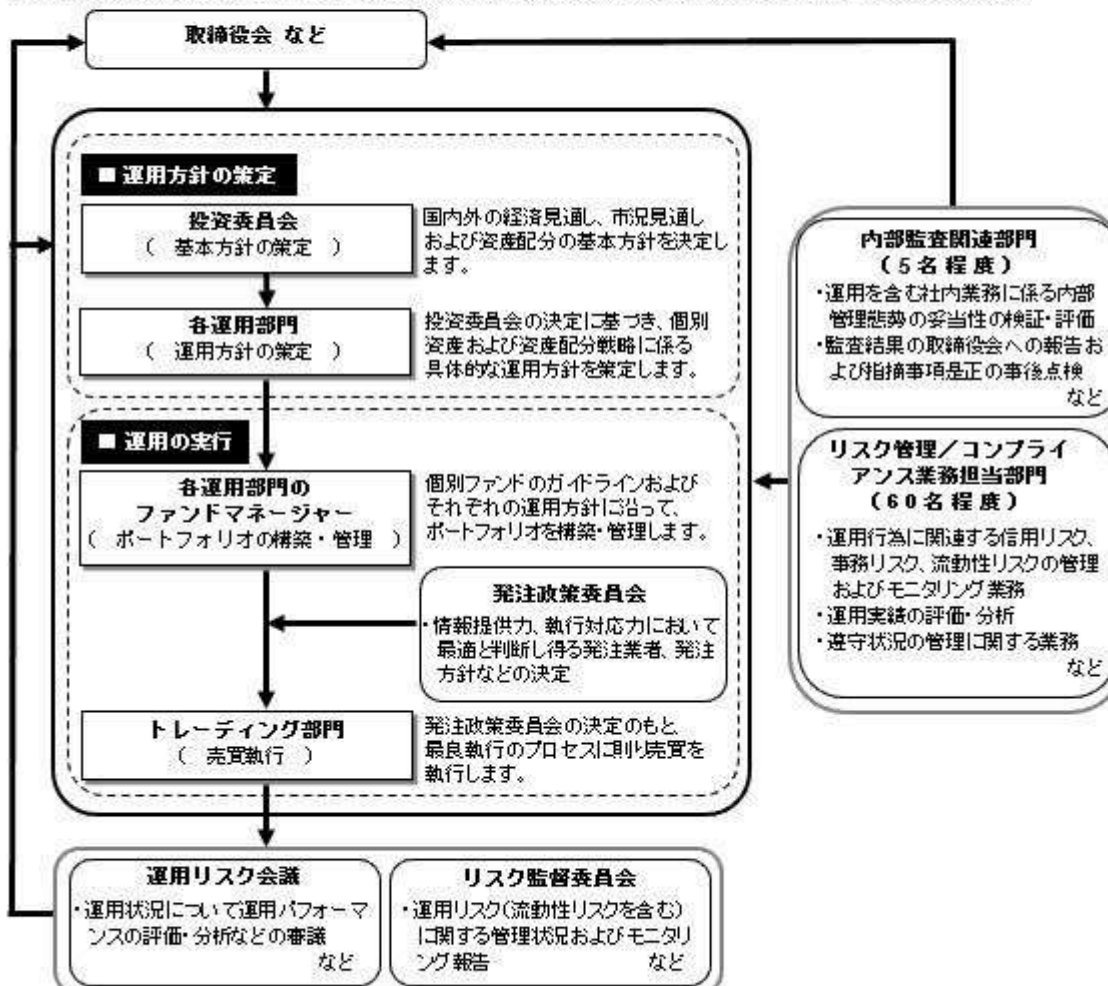 取締役会 など
■ 運用方針の策定
投資委員会
( 基本方針の策定 )
国内外の経済見通し、市況見通し
および資産配分の基本方針を決定し
ます。
各運用部門
( 運用方針の策定 )
投資委員会の決定に基づき、個別
資産および資産配分戦略に係る
具体的な運用方針を策定します。
■ 運用の実行
各運用部門の
ファンドマネージャー
( ポートフォリオの構築・管理 )
個別ファンドのガイドラインおよび
それぞれの運用方針に沿って、
ポートフォリオを構築・管理します。
発注政策委員会
・情報提供力、執行対応力において
最適と判断し得る発注業者、発注
方針などの決定
トレーディング部門
( 売買執行 )
発注政策委員会の決定のもと、
最良執行のプロセスに則り売買を
執行します。
内部監査関連部門
(5名程度)
・運用を含む社内業務に係る内部
管理態勢の妥当性の検証・評価
・監査結果の取締役会への報告お
よび指摘事項是正の事後点検
など
リスク管理/コンプライ
アンス業務担当部門
(60名程度)
・運用行為に関連する信用リスク、
事務リスク、流動性リスクの管理
およびモニタリング業務
・運用実績の評価・分析
・遵守状況の管理に関する業務
など
運用リスク会議
・運用状況について運用パフォーマ
ンスの評価・分析などの審議
など
リスク監督委員会
・運用リスク(流動性リスクを含む)
に関する管理状況およびモニタリ
ング報告 など